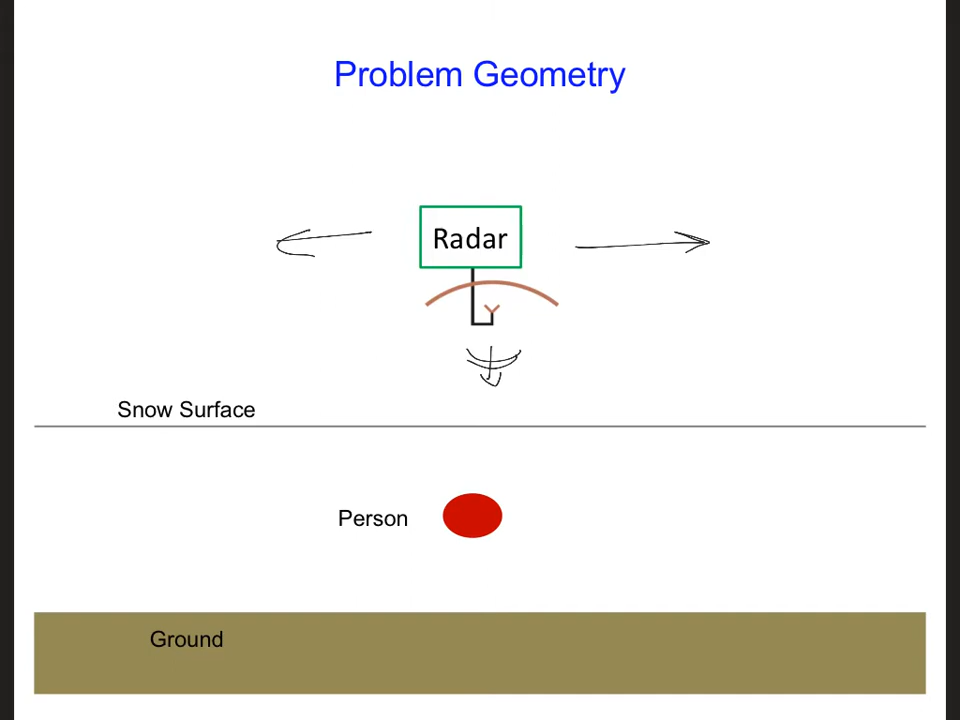 Problem Geometry
Radar
Snow Surface
Person
Ground